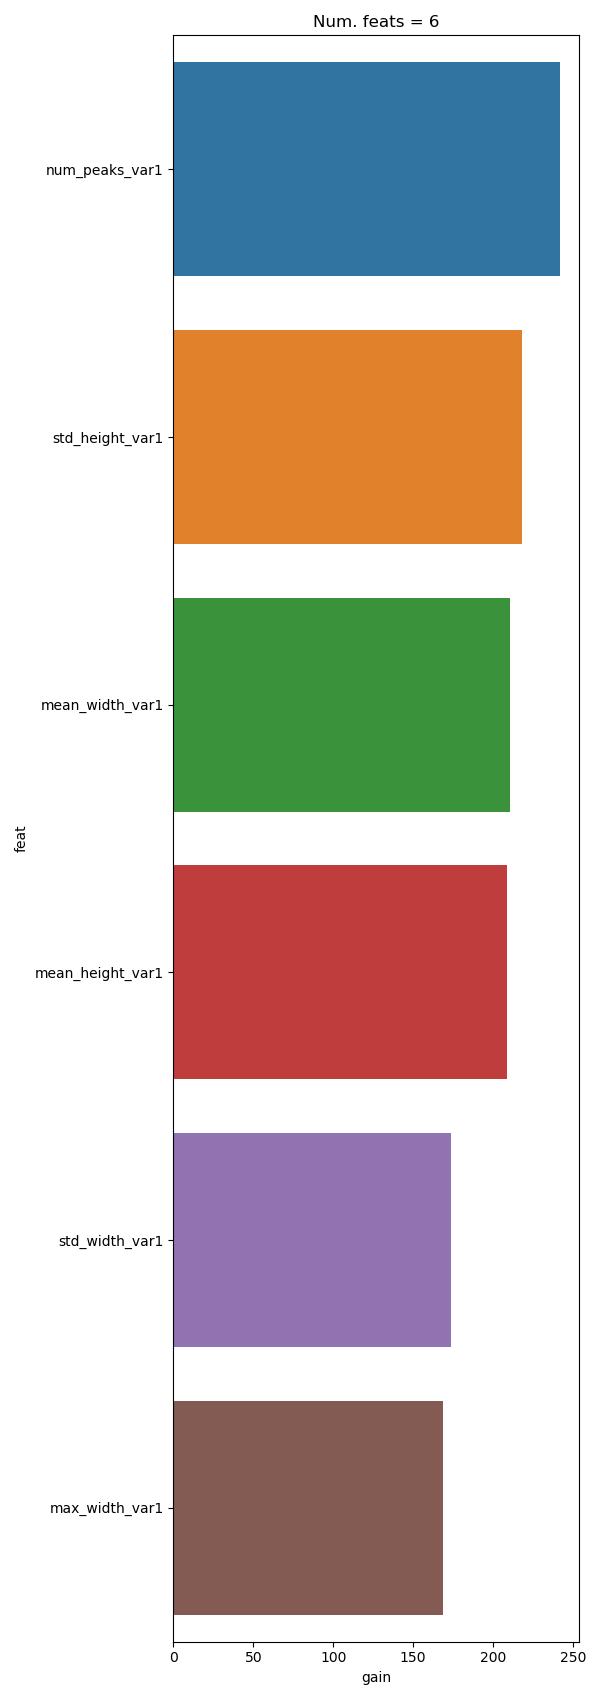 Num. feats = 6
num_peaks_var1
std_height_var1
mean_width_var1
feat
mean_height_var1
std_width_var1
max_width_var1
0 50 100 150 200 250
gain